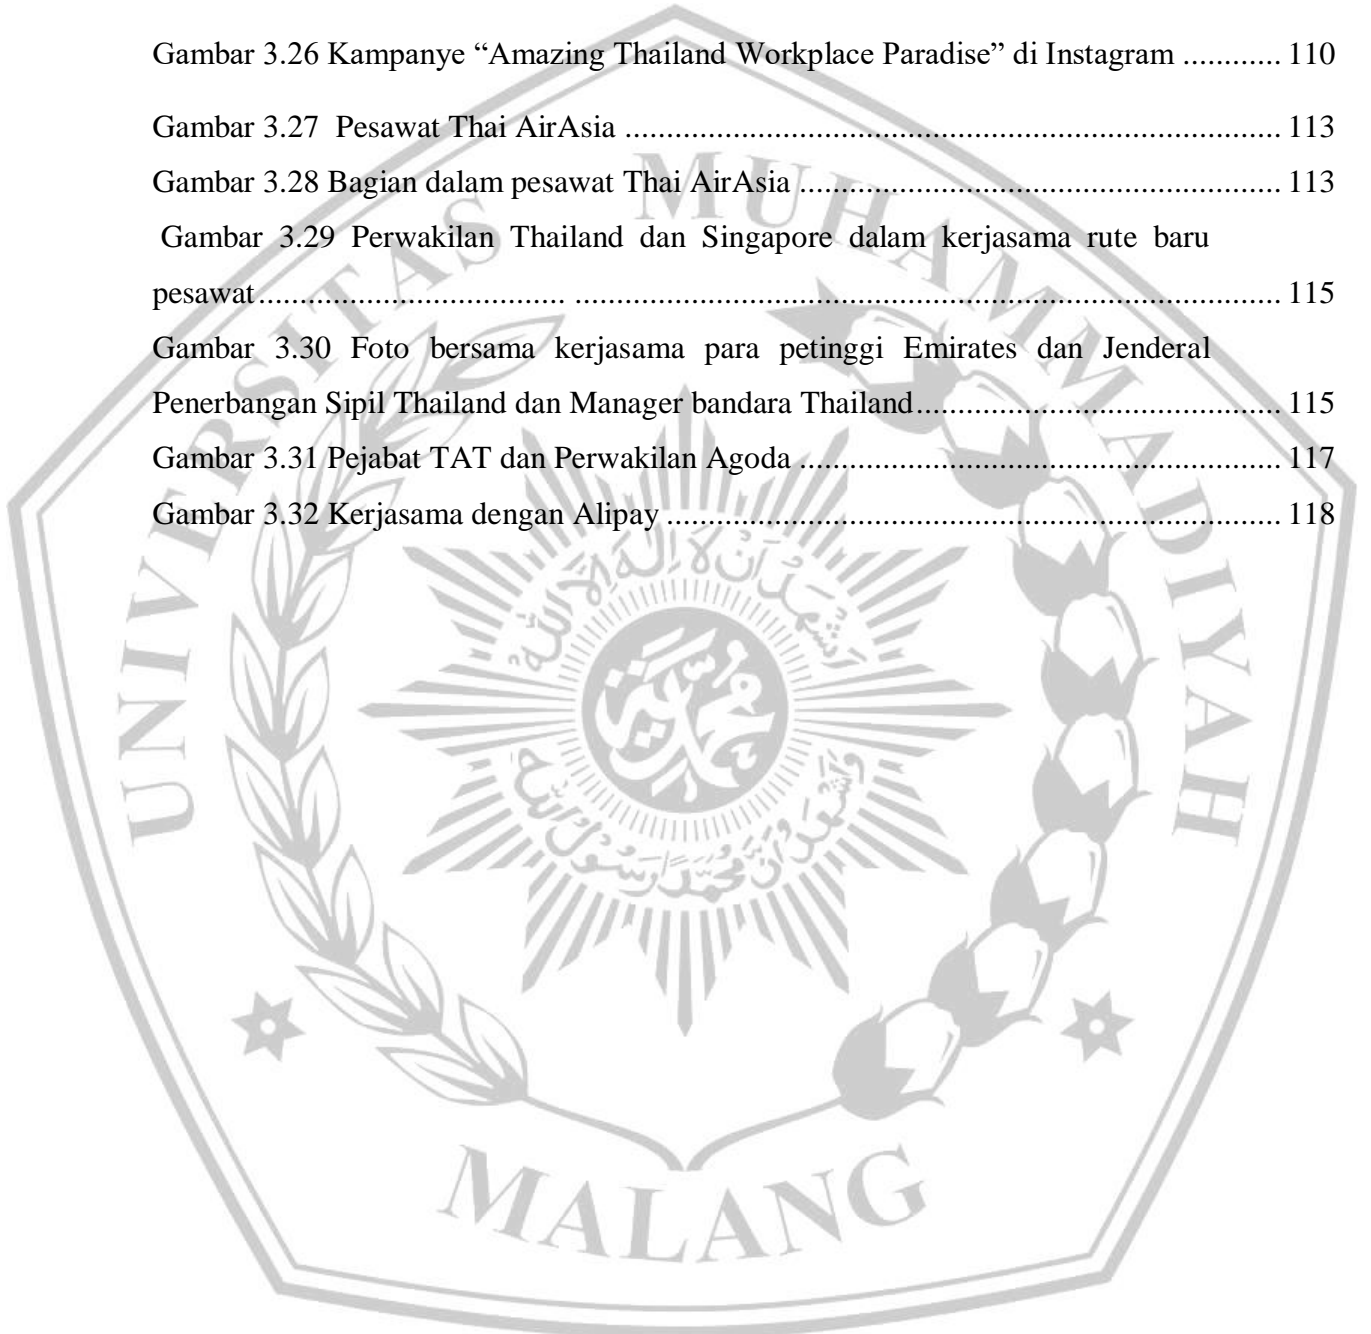 Gambar 3.26 Kampanye “Amazing Thailand Workplace Paradise” di Instagram ............ 110
Gambar 3.27  Pesawat Thai AirAsia ............................................................................... 113
Gambar 3.28 Bagian dalam pesawat Thai AirAsia .......................................................... 113
Gambar 3.29 Perwakilan Thailand dan Singapore dalam kerjasama rute baru
pesawat..................................... ..................................................................................... 115
Gambar 3.30 Foto bersama kerjasama para petinggi Emirates dan Jenderal
Penerbangan Sipil Thailand dan Manager bandara Thailand............................................ 115
Gambar 3.31 Pejabat TAT dan Perwakilan Agoda .......................................................... 117
Gambar 3.32 Kerjasama dengan Alipay .......................................................................... 118
UNIVERSITAS MUHAMMADIYAH
MALANG